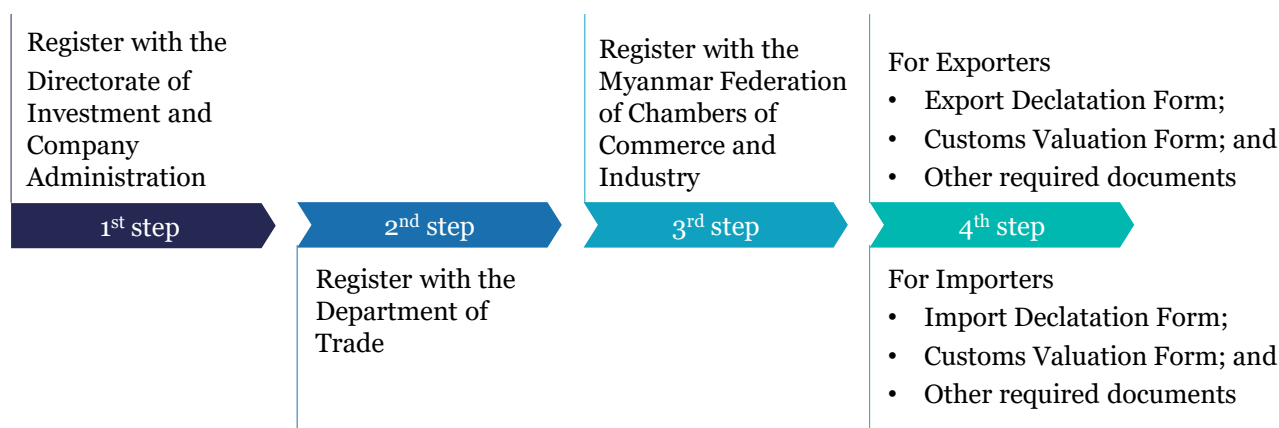 Register with the
Directorate of
Investment and
Company
Administration
1st step
2nd step
Register with the
Department of
Trade
Register with the
Myanmar Federation
of Chambers of
Commerce and
Industry
3rd step
For Exporters
• Export Declatation Form;
• Customs Valuation Form; and
• Other required documents
4th step
For Importers
• Import Declatation Form;
• Customs Valuation Form; and
• Other required documents